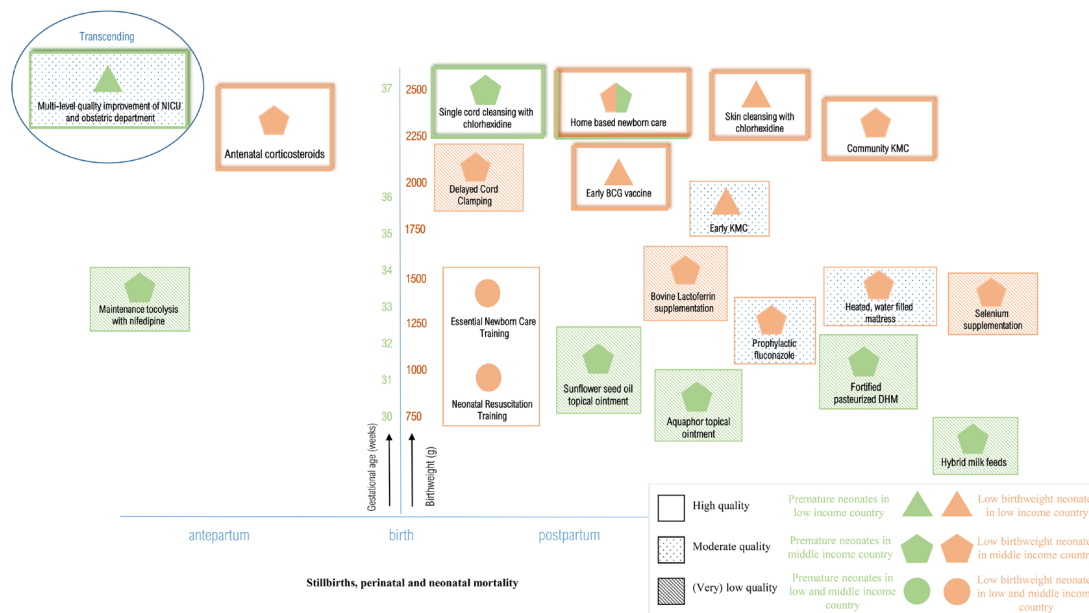 Transcending
Multi-level quality improvement of NICU
and obstetric department
Antenatal corticosteroids
Maintenance tocolysis
with nifedipine
37
36
35
34
33
32
31
30
Gestational age (weeks)
2500
2250
2000
1750
1500
1250
1000
750
Birthweight (g)
Single cord cleansing with
chlorhexidine
Home based newborn care
Skin cleansing with
chlorhexidine
Community KMC
Delayed Cord
Clamping
Early BCG vaccine
Early KMC
Essential Newborn Care
Training
Neonatal Resuscitation
Training
Bovine Lactoferrin
supplementation
Prophylactic
fluconazole
Heated, water filled
mattress
Selenium
supplementation
Sunflower seed oil
topical ointment
Aquaphor topical
ointment
Fortified
pasteurized DHM
Hybrid milk feeds
antepartum
birth
postpartum
Stillbirths, perinatal and neonatal mortality
High quality
Moderate quality
(Very) low quality
Premature neonates in
low income country
Low birthweight neonates
in low income country
Premature neonates in
middle income country
Low birthweight neonates
in middle income country
Premature neonates in
low and middle income
country
Low birthweight neonates
in low and middle income
country